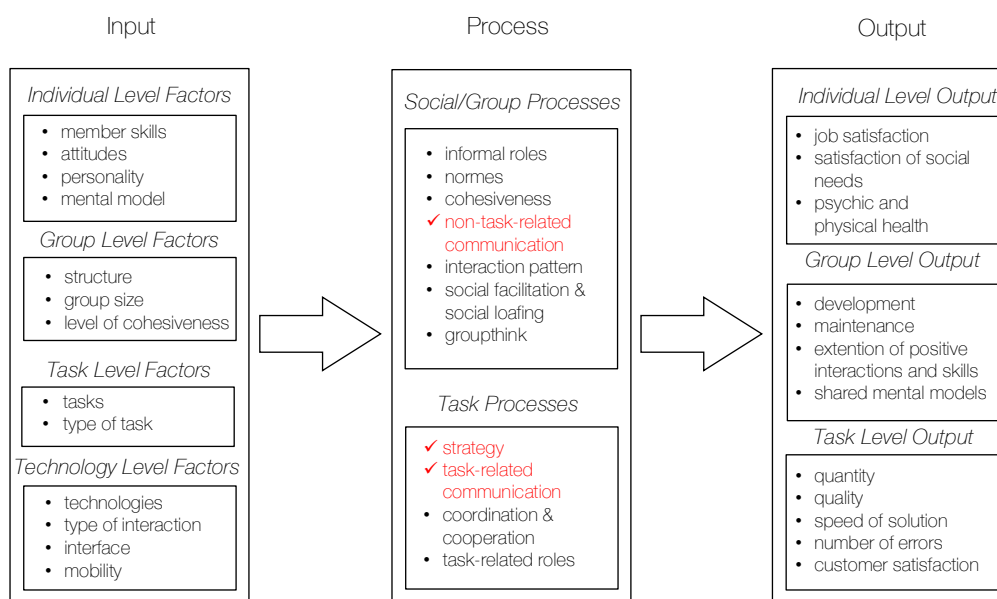 Input
Individual Level Factors
• member skills
• attitudes
• personality
• mental model
Group Level Factors
• structure
• group size
• level of cohesiveness
Task Level Factors
• tasks
• type of task
Technology Level Factors
• technologies
• type of interaction
• interface
• mobility
Process
Social/Group Processes
• informal roles
• normes
• cohesiveness
✓ non-task-related
communication
• interaction pattern
• social facilitation &
social loafing
• groupthink
Task Processes
✓ strategy
✓ task-related
communication
• coordination &
cooperation
• task-related roles
Output
Individual Level Output
• job satisfaction
• satisfaction of social
needs
• psychic and
physical health
Group Level Output
• development
• maintenance
• extention of positive
interactions and skills
• shared mental models
Task Level Output
• quantity
• quality
• speed of solution
• number of errors
• customer satisfaction